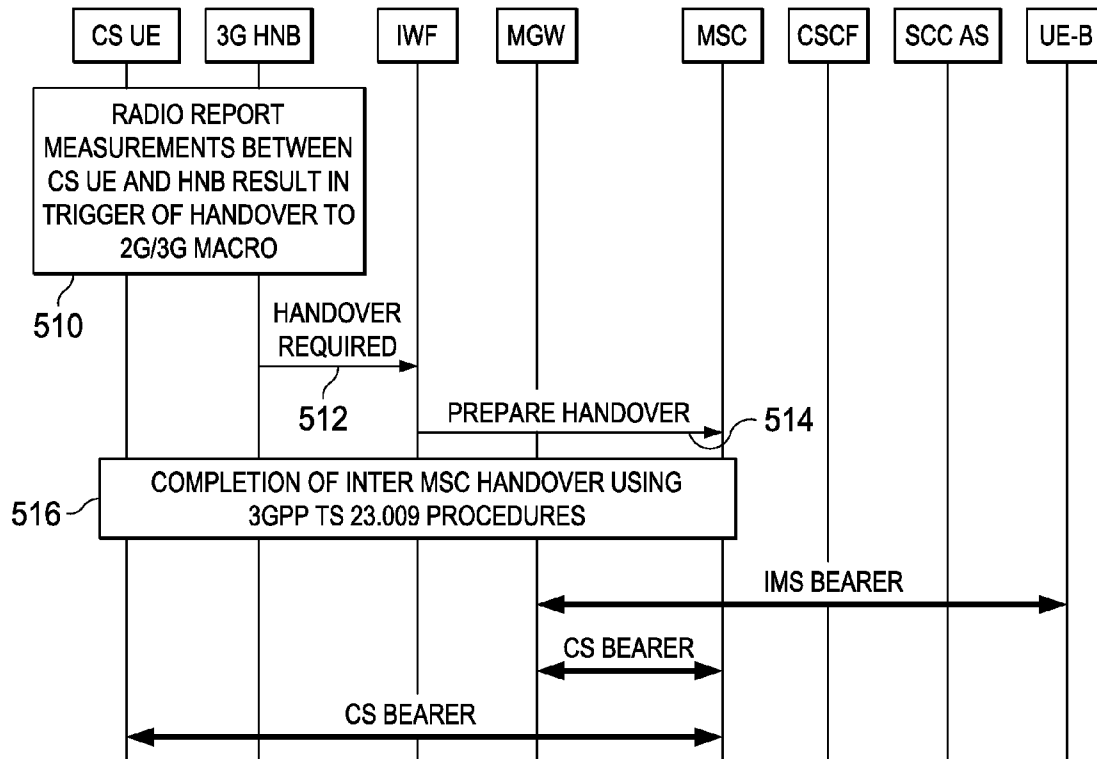 CS UE
3G HNB
IWF
MGW
MSC
CSCF
SCC AS
UE-B
RADIO REPORT
MEASUREMENTS BETWEEN
CS UE AND HNB RESULT IN
TRIGGER OF HANDOVER TO
2G/3G MACRO
510
HANDOVER
REQUIRED
512
PREPARE HANDOVER
514
COMPLETION OF INTER MSC HANDOVER USING
3GPP TS 23.009 PROCEDURES
516
IMS BEARER
CS BEARER
CS BEARER